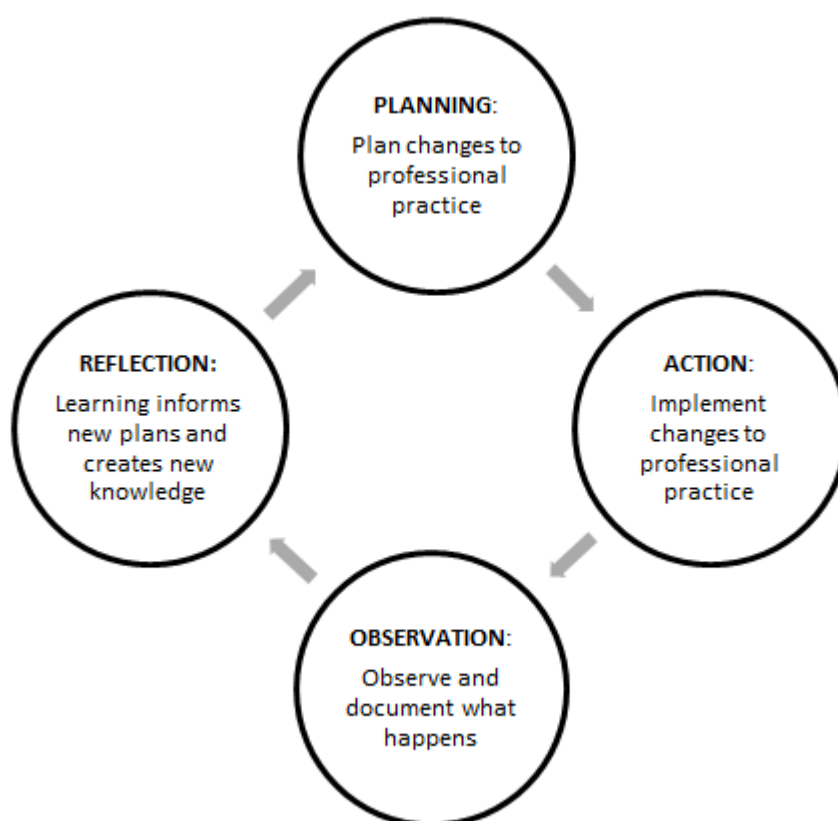 PLANNING:
Plan changes to
professional
practice
ACTION:
Implement
changes to
professional
practice
OBSERVATION:
Observe and
document what
happens
REFLECTION:
Learning informs
new plans and
creates new
knowledge